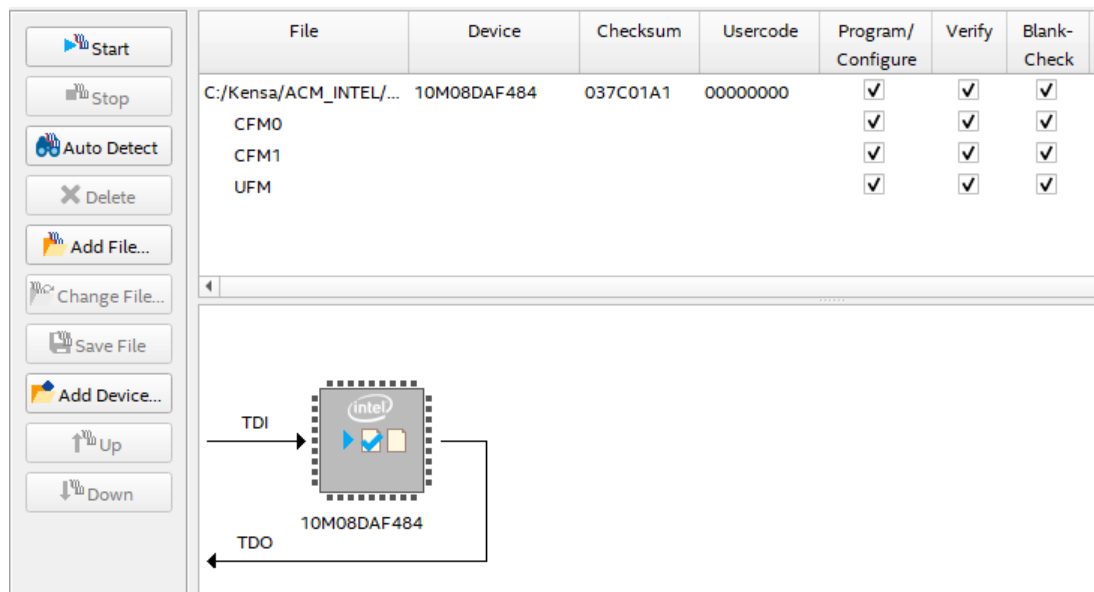 Start
Stop
Auto Detect
Delete
Add File...
Change File...
Save File
Add Device...
Up
Down
File Device Checksum Usercode Program/ Verify Blank-
Configure Check
C:/Kensa/ACM_INTEL/... 10M08DAF484 037C01A1 00000000
CFM0
CFM1
UFM
intel
TDI
10M08DAF484
TDO